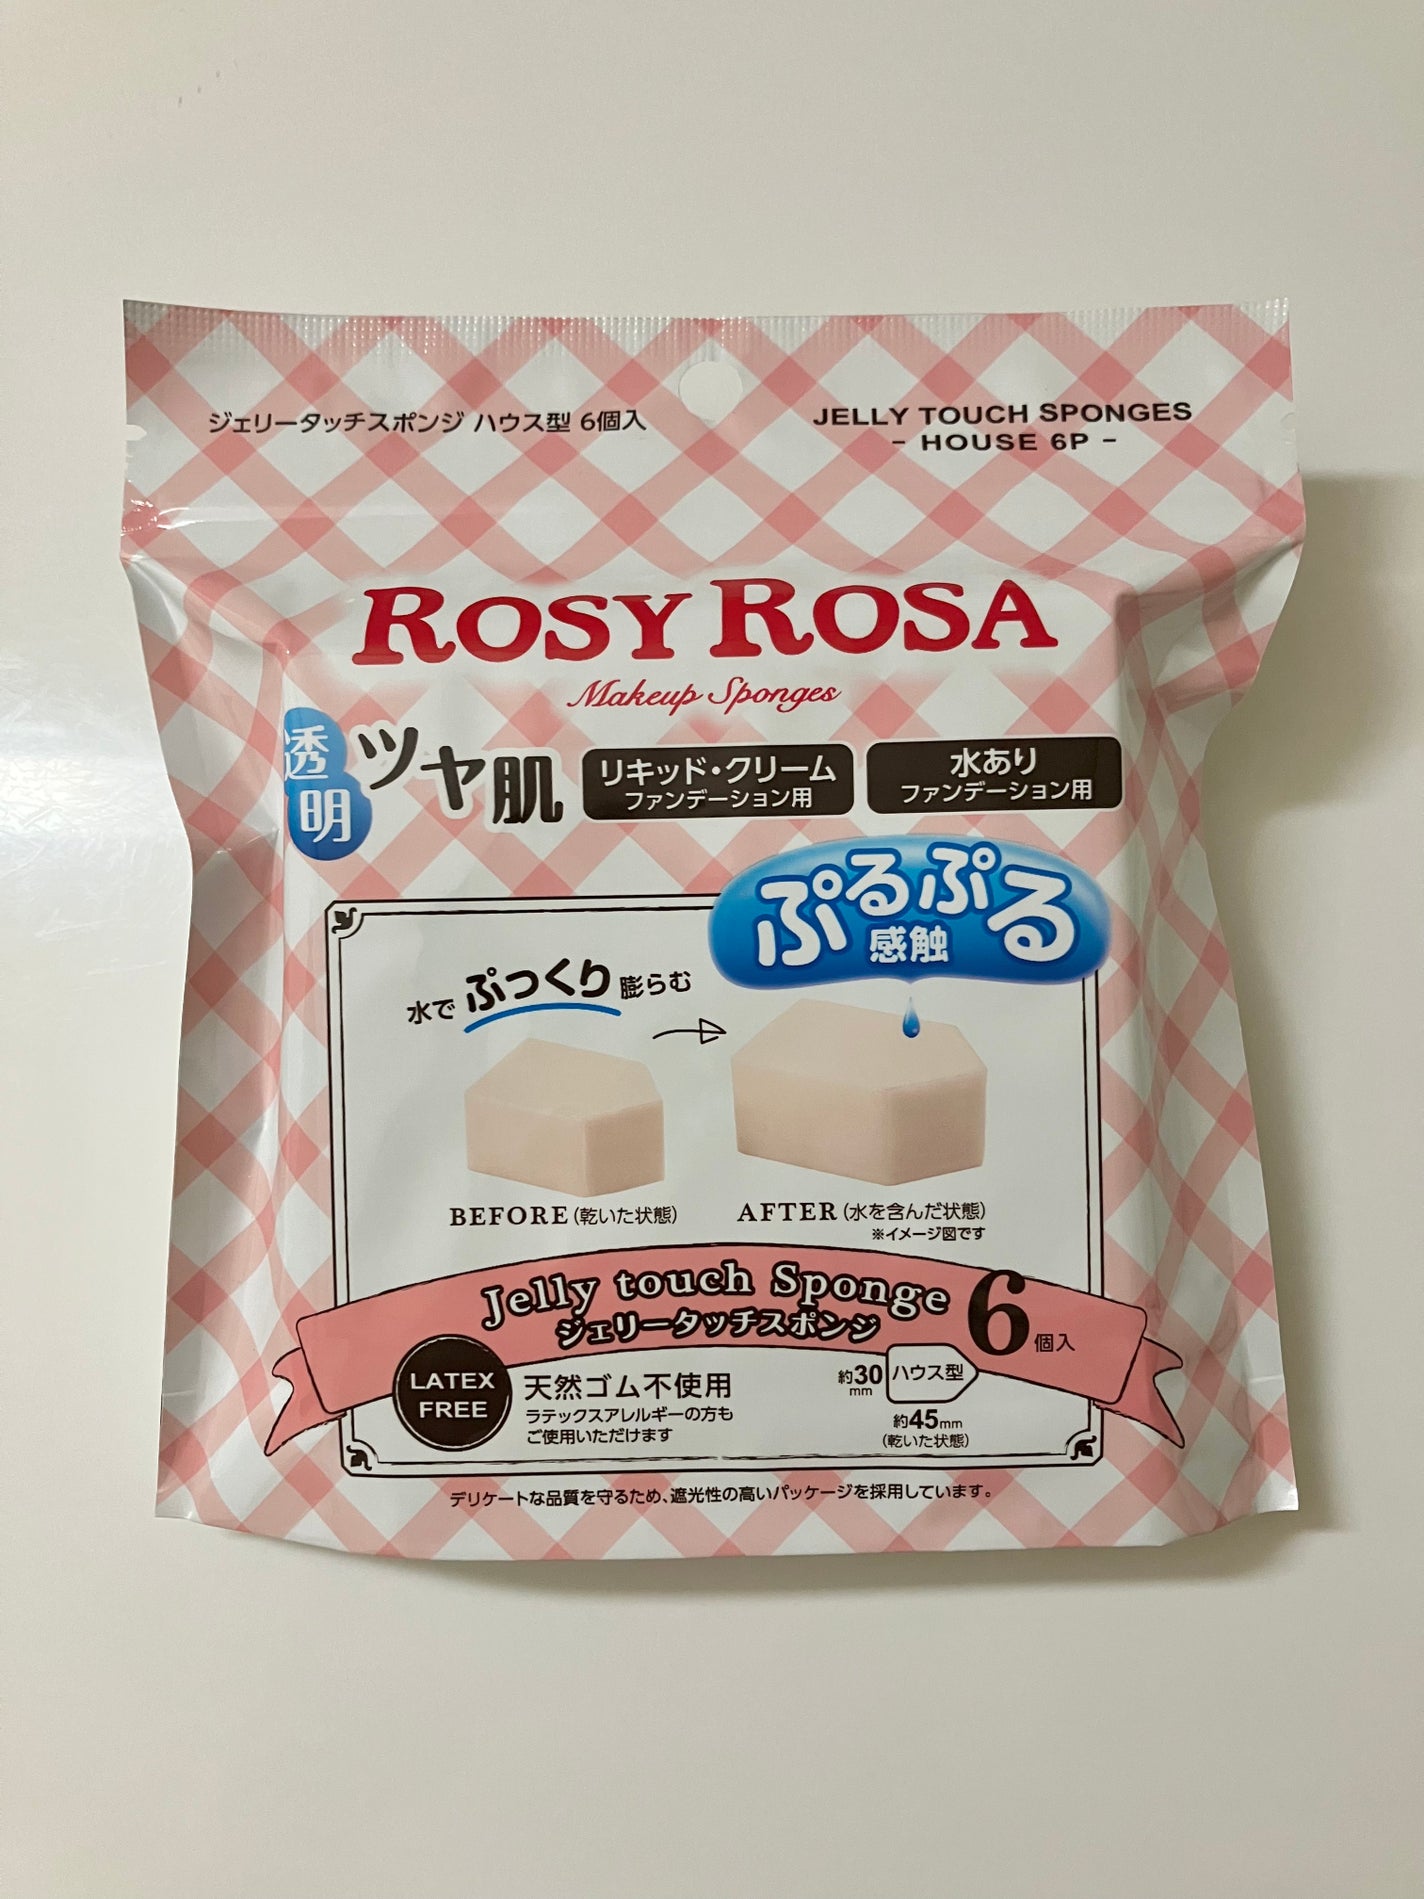 ジェリータッチスポンジ ハウス型 6個入
JELLY TOUCH SPONGES
- HOUSE 6P -
ROSY ROSA
Makeup Sponges
透明
ツヤ肌
リキッド・クリーム
ファンデーション用
水あり
ファンデーション用
ぷるぷる
感触
水でぷっくり膨らむ
BEFORE(乾いた状態)
AFTER(水を含んだ状態)
※イメージ図です
Jelly touch Sponge
ジェリータッチスポンジ
6個入
LATEX
FREE
天然ゴム不使用
ラテックスアレルギーの方も
ご使用いただけます
約30mm
ハウス型
約45mm
(乾いた状態)
デリケートな品質を守るため、遮光性の高いパッケージを採用しています。